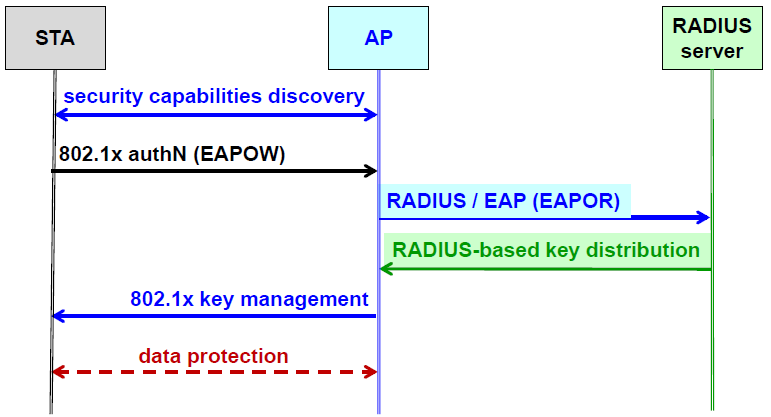 STA
AP
RADIUS
server
security capabilities discovery
802.1x authN (EAPOW)
RADIUS / EAP (EAPOR)
RADIUS-based key distribution
802.1x key management
data protection